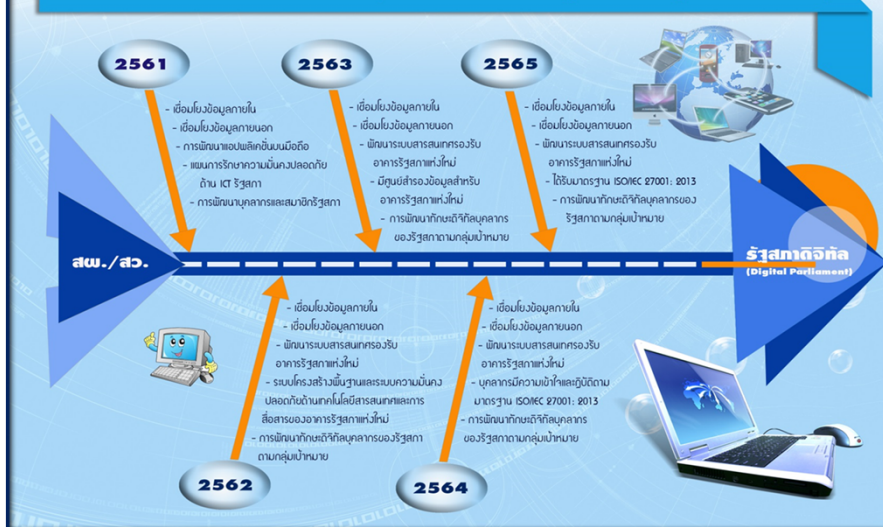 2561
- เชื่อมโยงข้อมูลภายใน
- เชื่อมโยงข้อมูลภายนอก
- การพัฒนาแอปพลิเคชั่นบนมือถือ
- แผนการรักษาความมั่นคงปลอดภัย
ด้าน ICT รัฐสภา
- การพัฒนาบุคลากรและสมาชิกรัฐสภา
2563
- เชื่อมโยงข้อมูลภายใน
- เชื่อมโยงข้อมูลภายนอก
- พัฒนาระบบสารสนเทศรองรับ
อาคารรัฐสภาแห่งใหม่
- มีศูนย์สำรองข้อมูลสำหรับ
อาคารรัฐสภาแห่งใหม่
- การพัฒนาทักษะดิจิทัลบุคลากร
ของรัฐสภาตามกลุ่มเป้าหมาย
2565
- เชื่อมโยงข้อมูลภายใน
- เชื่อมโยงข้อมูลภายนอก
- พัฒนาระบบสารสนเทศรองรับ
อาคารรัฐสภาแห่งใหม่
- ได้รับมาตรฐาน ISO/IEC 27001: 2013
- การพัฒนาทักษะดิจิทัลบุคลากรของ
รัฐสภาตามกลุ่มเป้าหมาย
สผ./สว.
รัฐสภาดิจิทัล
(Digital Parliament)
- เชื่อมโยงข้อมูลภายใน
- เชื่อมโยงข้อมูลภายนอก
- พัฒนาระบบสารสนเทศรองรับ
อาคารรัฐสภาแห่งใหม่
- ระบบโครงสร้างพื้นฐานและระบบความมั่นคง
ปลอดภัยด้านเทคโนโลยีสารสนเทศและการ
สื่อสารของอาคารรัฐสภาแห่งใหม่
- การพัฒนาทักษะดิจิทัลบุคลากรของรัฐสภา
ตามกลุ่มเป้าหมาย
2562
- เชื่อมโยงข้อมูลภายใน
- เชื่อมโยงข้อมูลภายนอก
- พัฒนาระบบสารสนเทศรองรับ
อาคารรัฐสภาแห่งใหม่
- บุคลากรมีความเข้าใจและปฏิบัติตาม
มาตรฐาน ISO/IEC 27001: 2013
- การพัฒนาทักษะดิจิทัลบุคลากร
ของรัฐสภาตามกลุ่มเป้าหมาย
2564